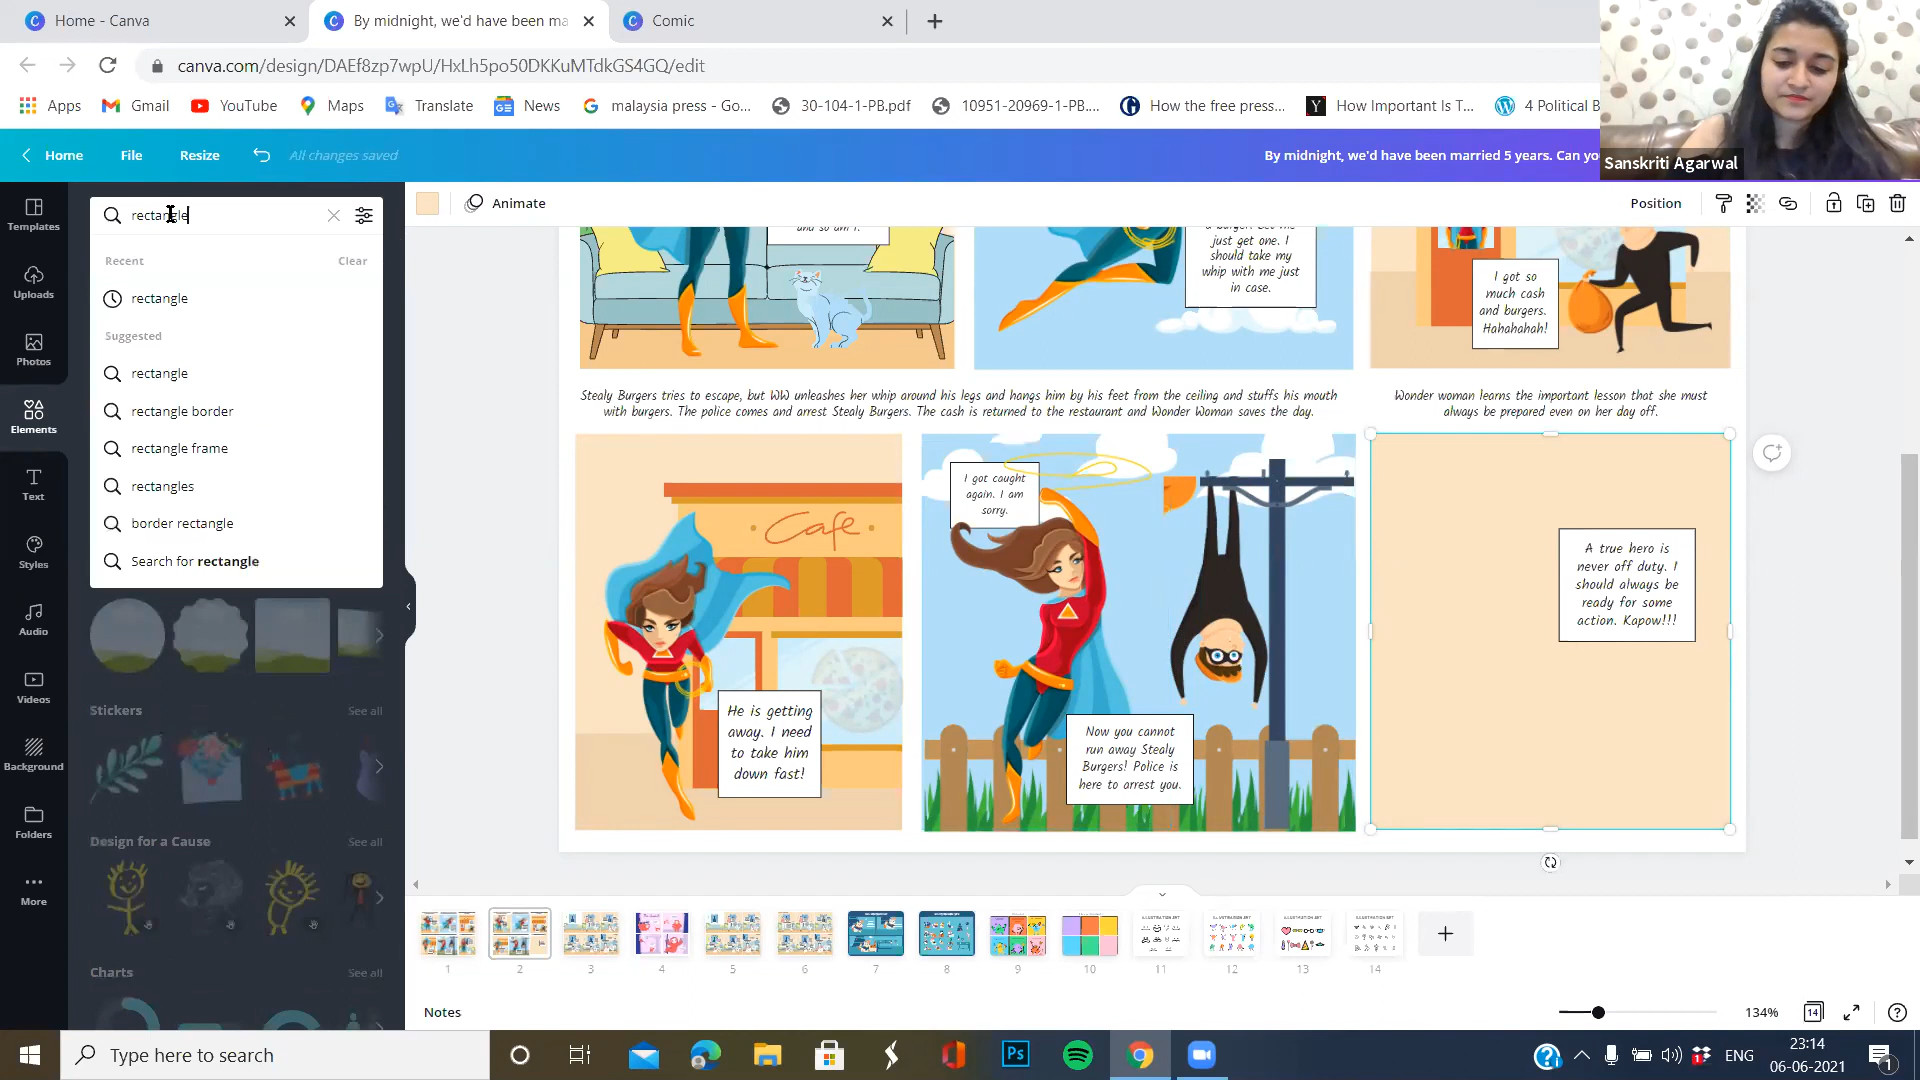 Home - Canva
By midnight, we'd have been ma
Comic
canva.com/design/DAEf8zp7wpU/HxLh5po50DKKuMTdkGS4GQ/edit
Apps
Gmail
YouTube
Maps
Translate
News
malaysia press - Go...
30-104-1-PB.pdf
10951-20969-1-PB....
How the free press...
How Important Is T...
4 Political B
Sanskriti Agarwal
Home
File
Resize
All changes saved
By midnight, we'd have been married 5 years. Can yo
rectangle
Animate
Position
Recent
Clear
rectangle
Suggested
rectangle
rectangle border
rectangle frame
rectangles
border rectangle
Search for rectangle
Templates
Uploads
Photos
Elements
Text
Styles
Audio
Videos
Background
Folders
More
Stickers
See all
Design for a Cause
See all
Charts
See all
and so am I.
a burger. Let me
just get one. I
should take my
whip with me just
in case.
I got so
much cash
and burgers.
Hahahahah!
Stealy Burgers tries to escape, but WW unleashes her whip around his legs and hangs him by his feet from the ceiling and stuffs his mouth
with burgers. The police comes and arrest Stealy Burgers. The cash is returned to the restaurant and Wonder Woman saves the day.
Wonder woman learns the important lesson that she must
always be prepared even on her day off.
Cafe
He is getting
away. I need
to take him
down fast!
I got caught
again. I am
sorry.
Now you cannot
run away Stealy
Burgers! Police is
here to arrest you.
A true hero is
never off duty. I
should always be
ready for some
action. Kapow!!!
1
2
3
4
5
6
7
8
9
10
11
12
13
14
Notes
134%
14
Type here to search
Ps
ENG
23:14
06-06-2021
1